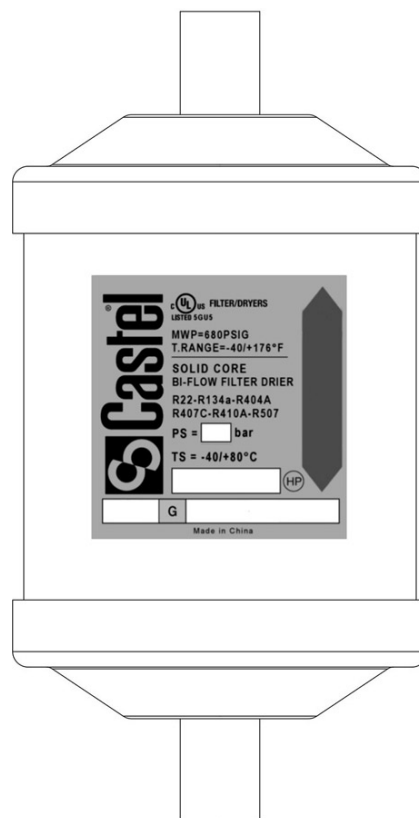 Castel®
c UL us FILTER/DRYERS
LISTED 5GU5
MWP=680PSIG
T.RANGE=-40/+176°F
SOLID CORE
BI-FLOW FILTER DRIER
R22-R134a-R404A
R407C-R410A-R507
PS = bar
TS = -40/+80°C
HP
G
Made in China